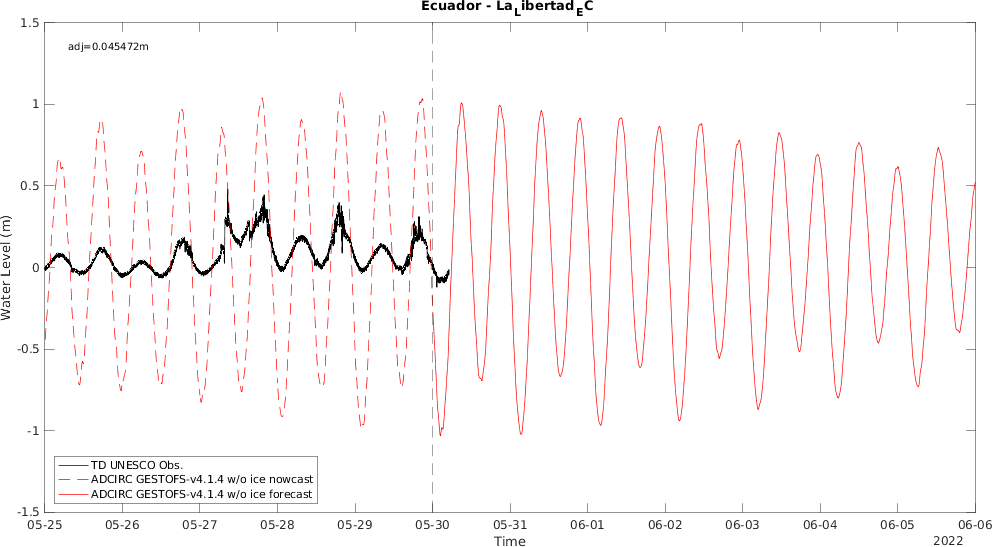 Ecuador - LaLibertadEC
1.5
adj=0.045472m
1
0.5
0
-0.5
-1
-1.5
Water Level (m)
TD UNESCO Obs.
ADCIRC GESTOFS-v4.1.4 w/o ice nowcast
ADCIRC GESTOFS-v4.1.4 w/o ice forecast
05-25 05-26 05-27 05-28 05-29 05-30 05-31 06-01 06-02 06-03 06-04 06-05 06-06
Time
2022